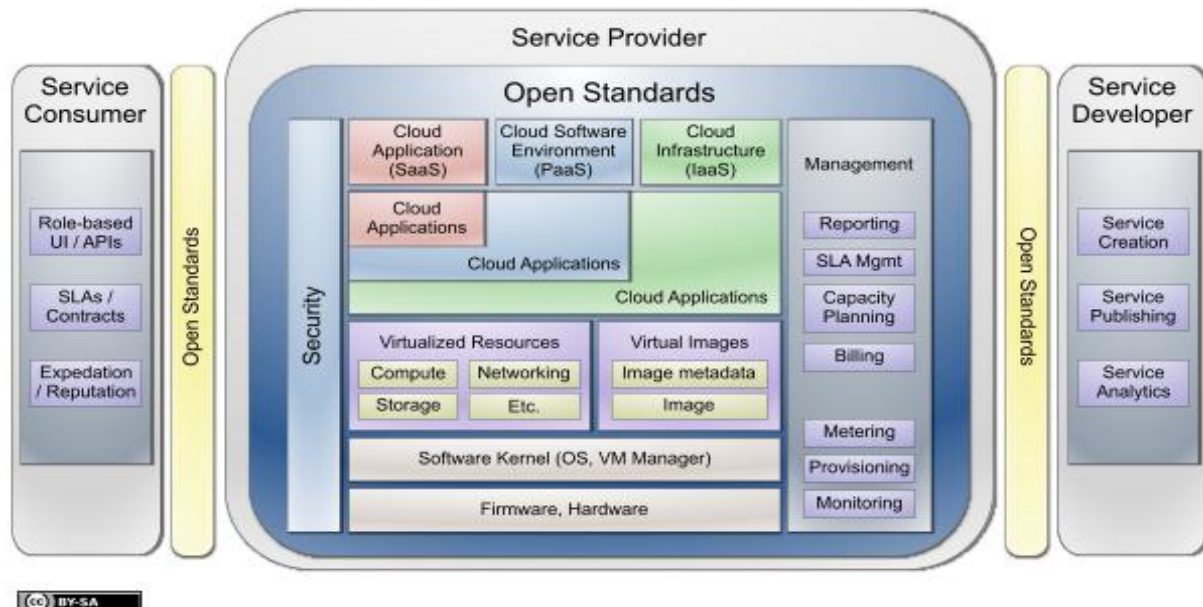 Service Provider
Service
Consumer
Role-based
UI / APIs
SLAs /
Contracts
Expedation
/ Reputation
Open Standards
Open Standards
Security
Cloud
Application
(SaaS)
Cloud Software
Environment
(PaaS)
Cloud
Infrastructure
(IaaS)
Cloud
Applications
Cloud Applications
Cloud Applications
Virtualized Resources
Compute
Networking
Storage
Etc.
Virtual Images
Image metadata
Image
Software Kernel (OS, VM Manager)
Firmware, Hardware
Management
Reporting
SLA Mgmt
Capacity
Planning
Billing
Metering
Provisioning
Monitoring
Open Standards
Service
Developer
Service
Creation
Service
Publishing
Service
Analytics
(cc) BY-SA